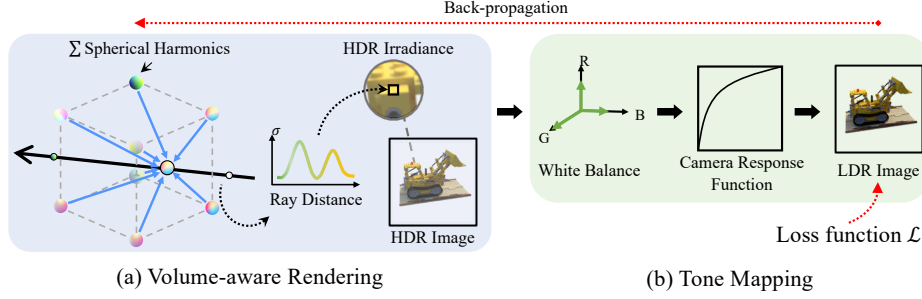 Back-propagation
∑ Spherical Harmonics
HDR Irradiance
σ
Ray Distance
HDR Image
R
B
G
White Balance
Camera Response
Function
LDR Image
Loss function ℒ
(a) Volume-aware Rendering
(b) Tone Mapping